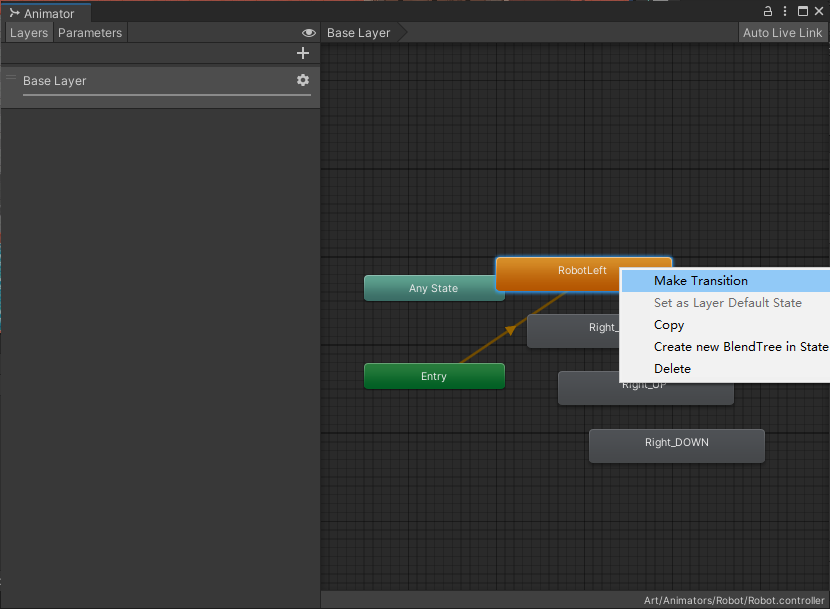 Animator
Layers Parameters
Base Layer
Auto Live Link
Base Layer
RobotLeft
Any State
Make Transition
Set as Layer Default State
Copy
Create new BlendTree in State
Delete
Right_
Entry
Right_UP
Right_DOWN
Art/Animators/Robot/Robot.controller